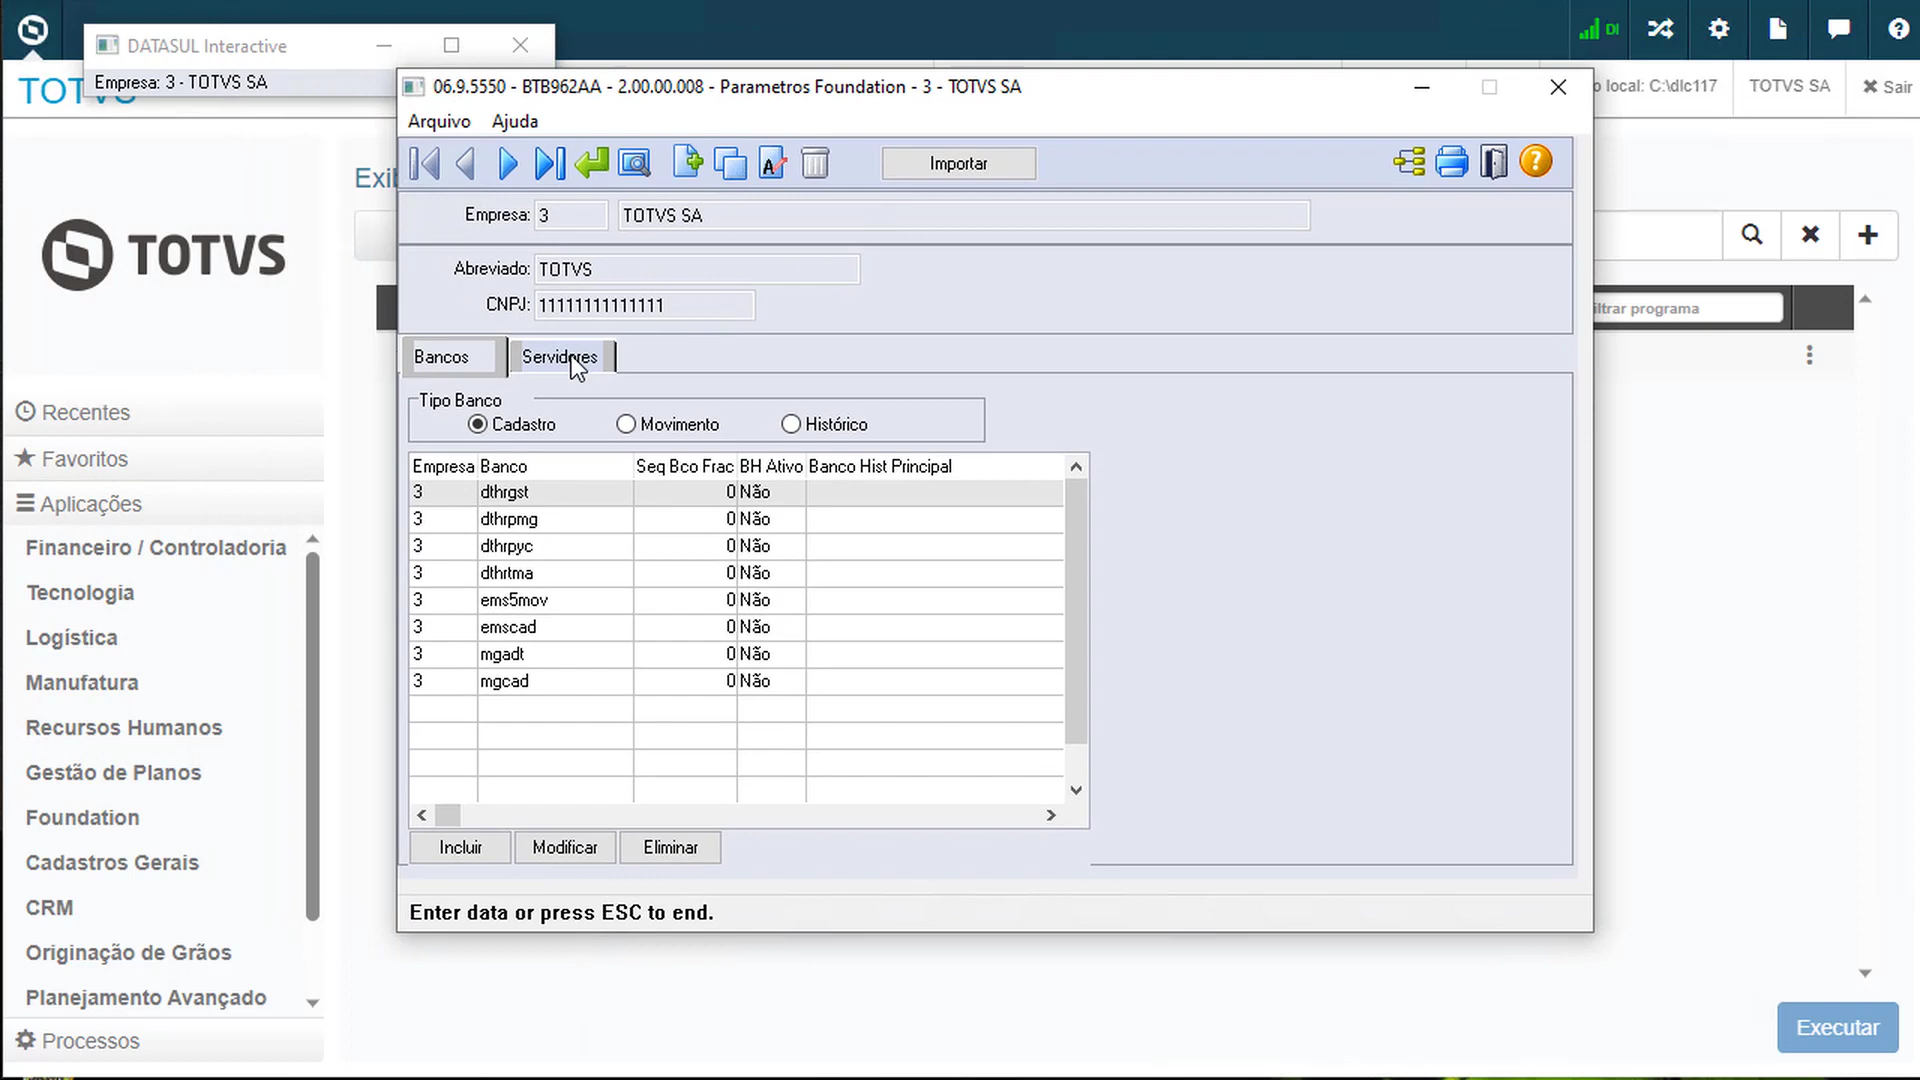 DI
DATASUL Interactive
Empresa: 3 - TOTVS SA
06.9.5550 - BTB962AA - 2.00.00.008 - Parametros Foundation - 3 - TOTVS SA
o local: C:\dlc117
TOTVS SA
Sair
Arquivo Ajuda
Importar
Empresa: 3 TOTVS SA
Abreviado: TOTVS
CNPJ: 11111111111111
Bancos Servidores
Tipo Banco
Cadastro Movimento Histórico
Empresa Banco Seq Bco Frac BH Ativo Banco Hist Principal
3 dthrgst 0 Não
3 dthrpmg 0 Não
3 dthrpyc 0 Não
3 dthrtma 0 Não
3 ems5mov 0 Não
3 emscad 0 Não
3 mgadt 0 Não
3 mgcad 0 Não
Incluir Modificar Eliminar
Enter data or press ESC to end.
TOTVS
Recentes
Favoritos
Aplicações
Financeiro / Controladoria
Tecnologia
Logística
Manufatura
Recursos Humanos
Gestão de Planos
Foundation
Cadastros Gerais
CRM
Originação de Grãos
Planejamento Avançado
Processos
Exib
iltrar programa
Executar